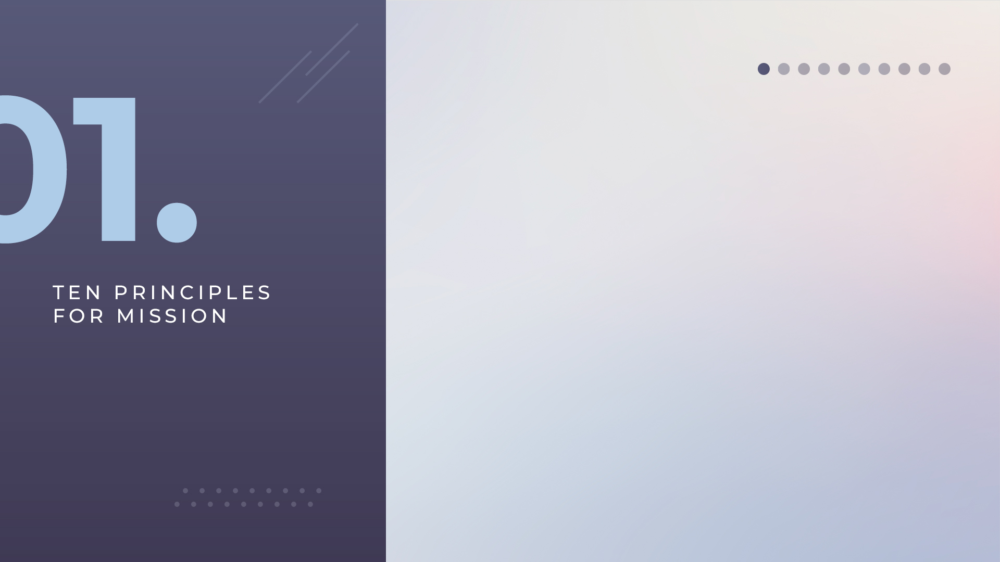 01.
TEN PRINCIPLES
FOR MISSION